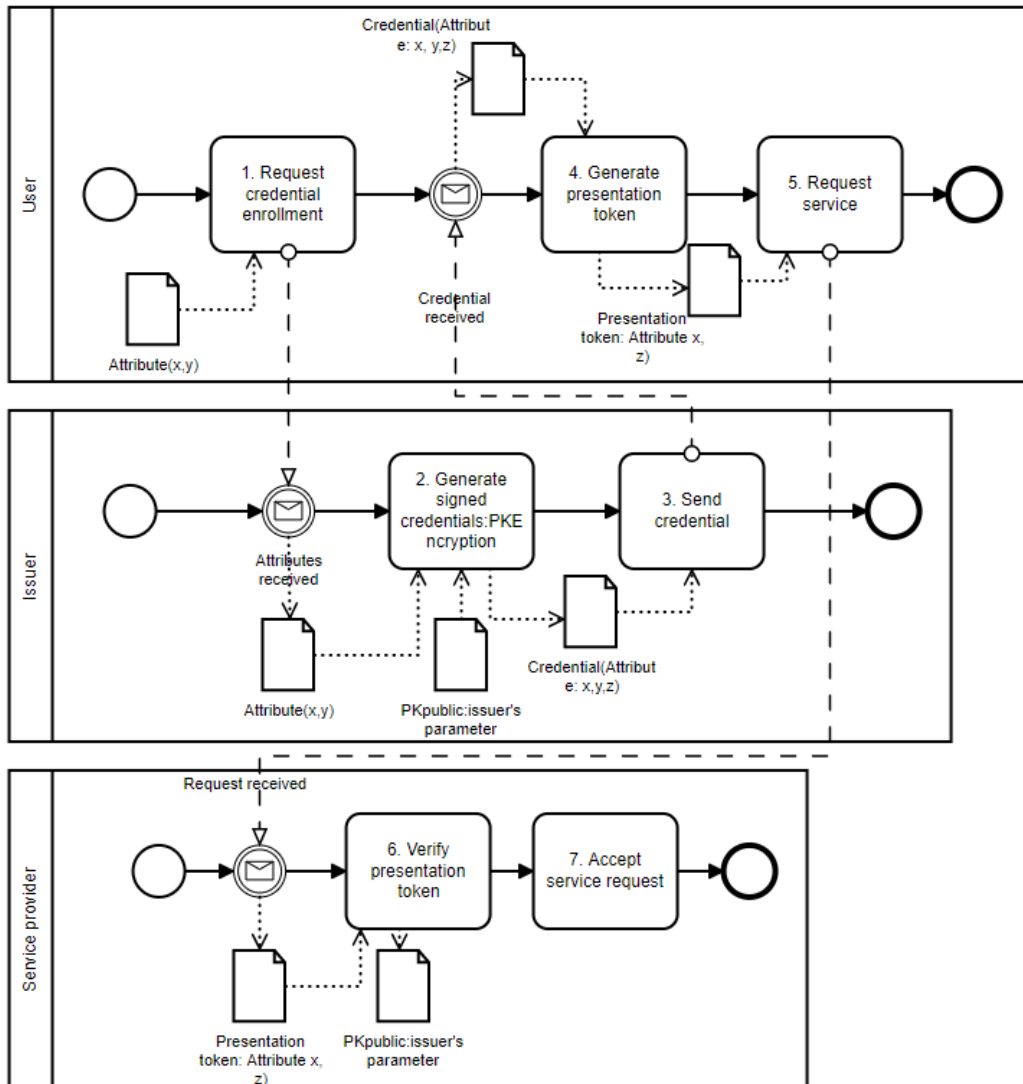 User
Credential(Attribut
e: x, y,z)
1. Request
credential
enrollment
4. Generate
presentation
token
5. Request
service
Attribute(x,y)
Credential
received
Presentation
token: Attribute x,
z)
Issuer
2. Generate
signed
credentials:PKE
ncryption
3. Send
credential
Attributes
received
Attribute(x,y)
PKpublic:issuer's
parameter
Credential(Attribut
e: x,y,z)
Service provider
Request received
6. Verify
presentation
token
7. Accept
service request
Presentation
token: Attribute x,
z)
PKpublic:issuer's
parameter